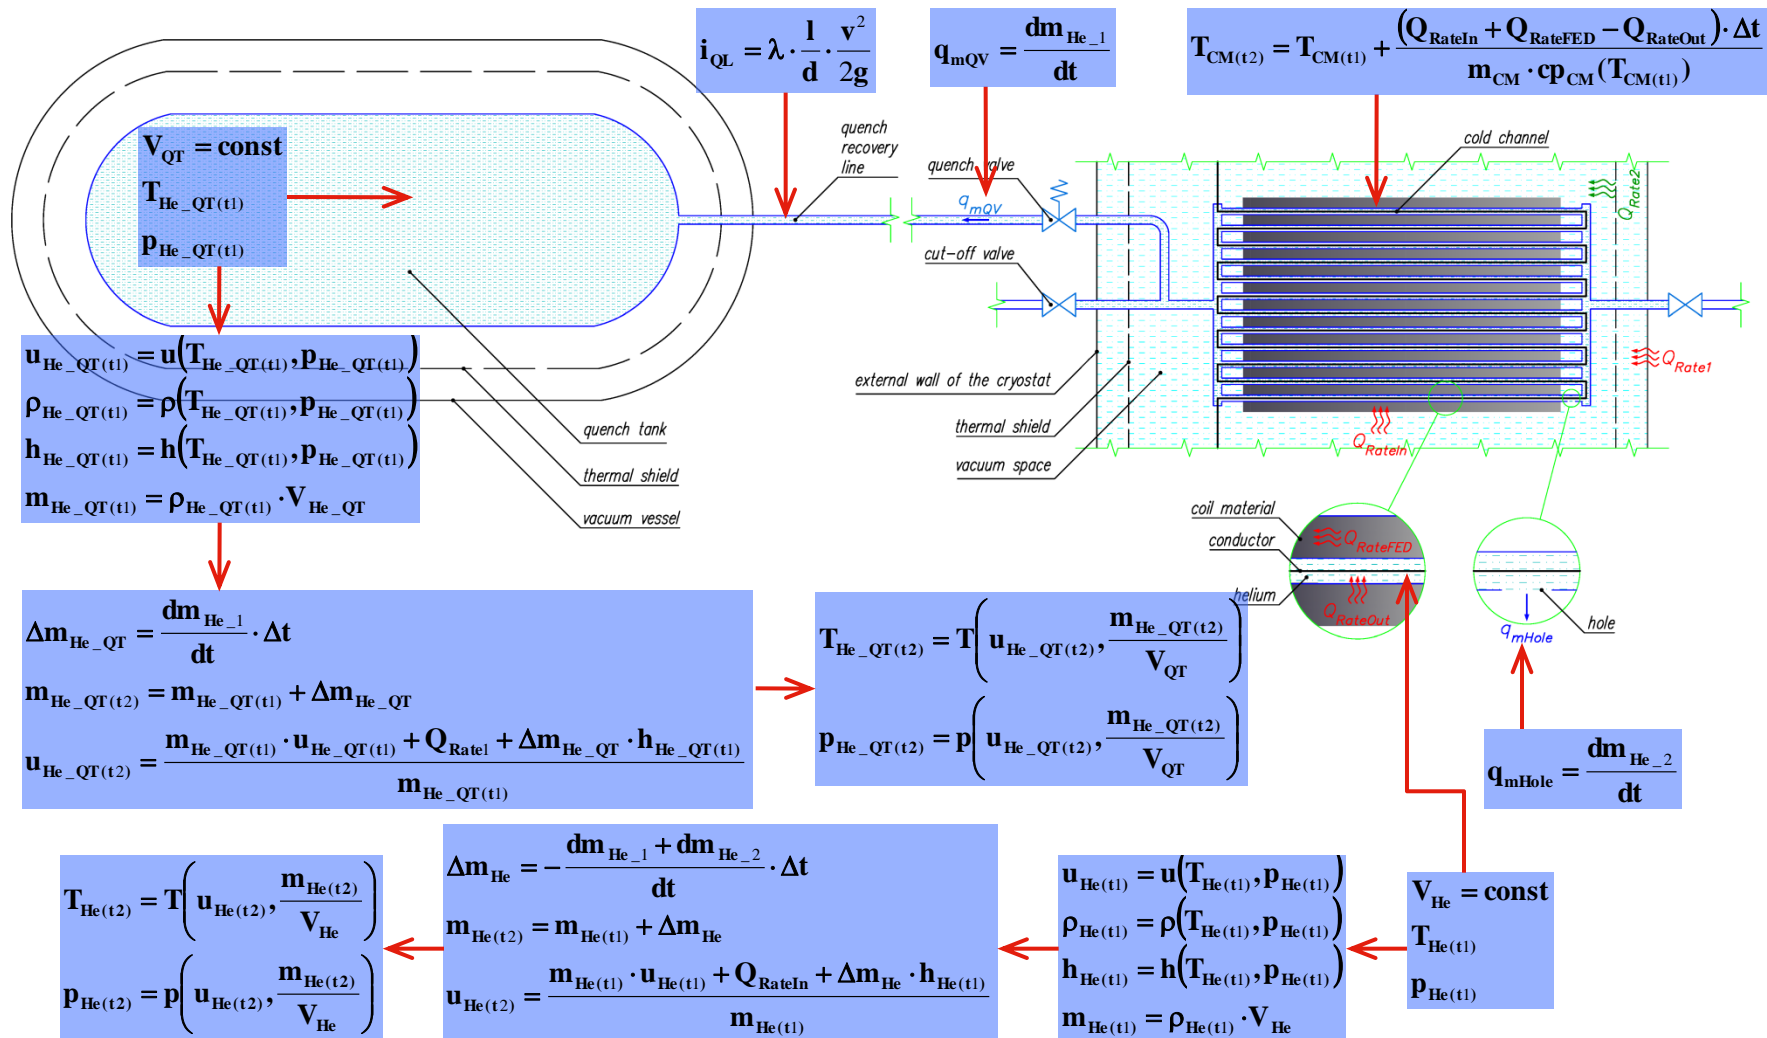 i_QL = λ · l/d · v²/2g
q_mQV = dm_He_1/dt
T_CM(t2) = T_CM(t1) + (Q_RateIn + Q_RateFED − Q_RateOut) · Δt / m_CM · cp_CM(T_CM(t1))
V_QT = const
T_He_QT(t1)
p_He_QT(t1)
quench
recovery
line
quench valve
q_mQV
cut-off valve
cold channel
Q_Rate2
Q_Rate1
Q_RateIn
external wall of the cryostat
thermal shield
vacuum space
u_He_QT(t1) = u(T_He_QT(t1), p_He_QT(t1))
ρ_He_QT(t1) = ρ(T_He_QT(t1), p_He_QT(t1))
h_He_QT(t1) = h(T_He_QT(t1), p_He_QT(t1))
m_He_QT(t1) = ρ_He_QT(t1) · V_He_QT
quench tank
thermal shield
vacuum vessel
coil material
conductor
helium
Q_RateFED
Q_RateOut
hole
q_mHole
Δm_He_QT = dm_He_1/dt · Δt
m_He_QT(t2) = m_He_QT(t1) + Δm_He_QT
u_He_QT(t2) = m_He_QT(t1) · u_He_QT(t1) + Q_Rate1 + Δm_He_QT · h_He_QT(t1) / m_He_QT(t1)
T_He_QT(t2) = T(u_He_QT(t2), m_He_QT(t2)/V_QT)
p_He_QT(t2) = p(u_He_QT(t2), m_He_QT(t2)/V_QT)
q_mHole = dm_He_2/dt
T_He(t2) = T(u_He(t2), m_He(t2)/V_He)
p_He(t2) = p(u_He(t2), m_He(t2)/V_He)
Δm_He = − dm_He_1 + dm_He_2/dt · Δt
m_He(t2) = m_He(t1) + Δm_He
u_He(t2) = m_He(t1) · u_He(t1) + Q_RateIn + Δm_He · h_He(t1) / m_He(t1)
u_He(t1) = u(T_He(t1), p_He(t1))
ρ_He(t1) = ρ(T_He(t1), p_He(t1))
h_He(t1) = h(T_He(t1), p_He(t1))
m_He(t1) = ρ_He(t1) · V_He
V_He = const
T_He(t1)
p_He(t1)